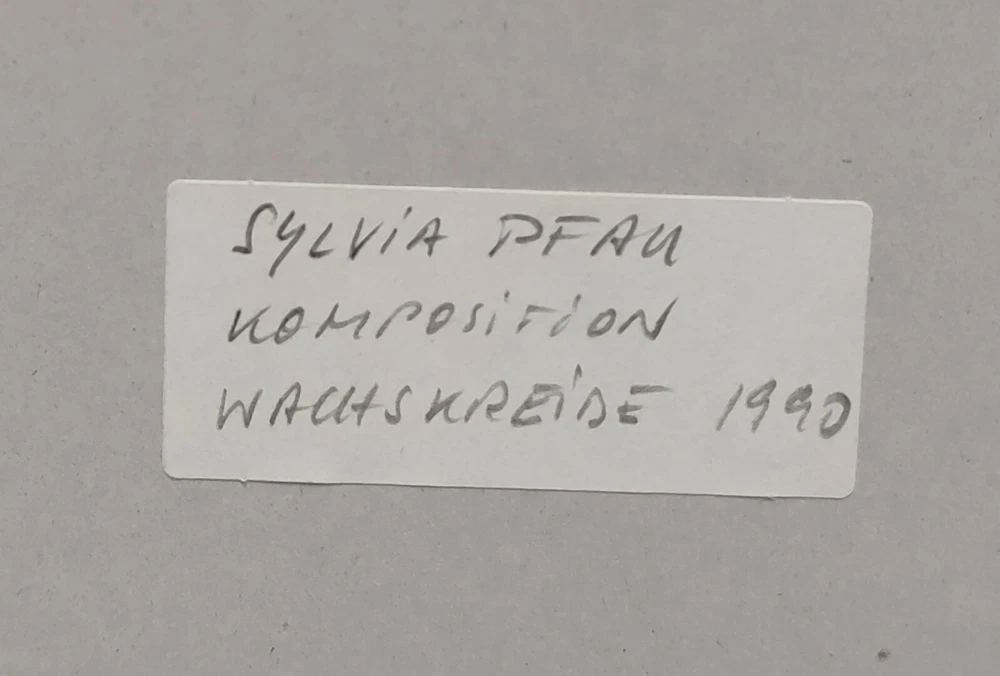 SYLViA PFAU
KOMPOSiTiON
WACHSKREiDE 1990